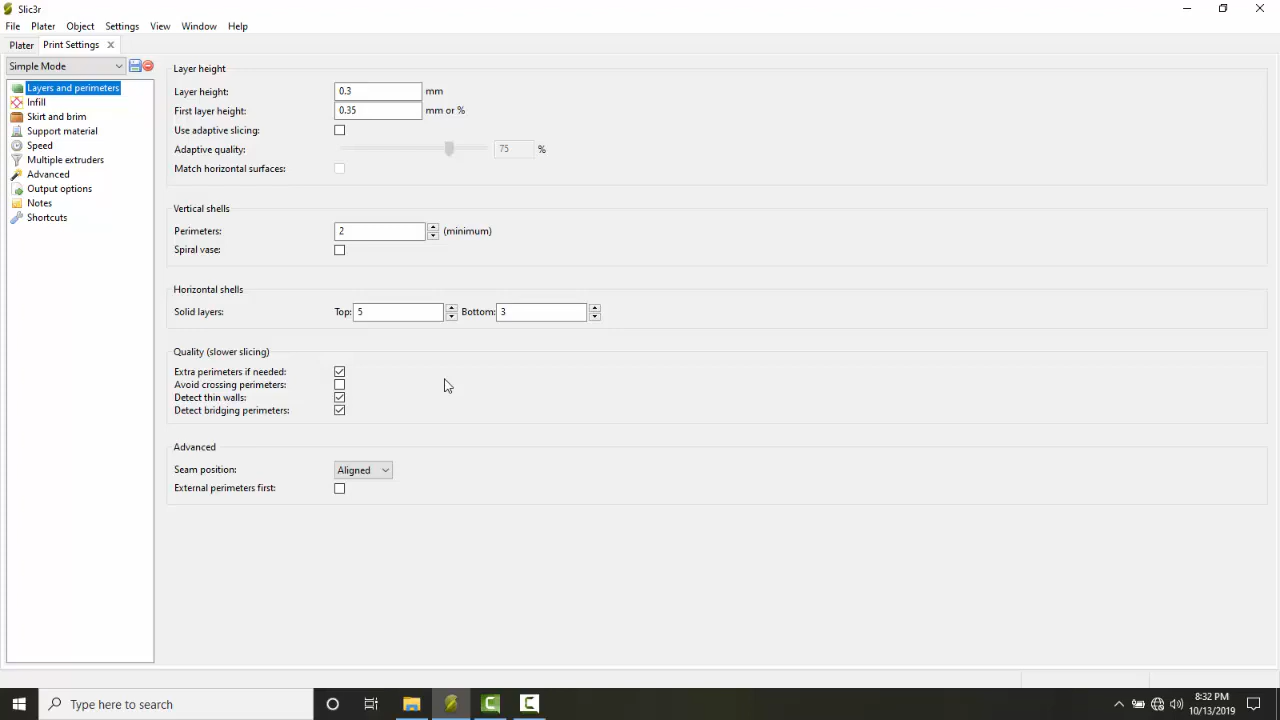 Slic3r
File Plater Object Settings View Window Help
Plater Print Settings
Simple Mode
Layers and perimeters
Infill
Skirt and brim
Support material
Speed
Multiple extruders
Advanced
Output options
Notes
Shortcuts
Layer height
Layer height: 0.3 mm
First layer height: 0.35 mm or %
Use adaptive slicing:
Adaptive quality: 75 %
Match horizontal surfaces:
Vertical shells
Perimeters: 2 (minimum)
Spiral vase:
Horizontal shells
Solid layers: Top: 5 Bottom: 3
Quality (slower slicing)
Extra perimeters if needed:
Avoid crossing perimeters:
Detect thin walls:
Detect bridging perimeters:
Advanced
Seam position: Aligned
External perimeters first:
Type here to search
8:32 PM
10/13/2019